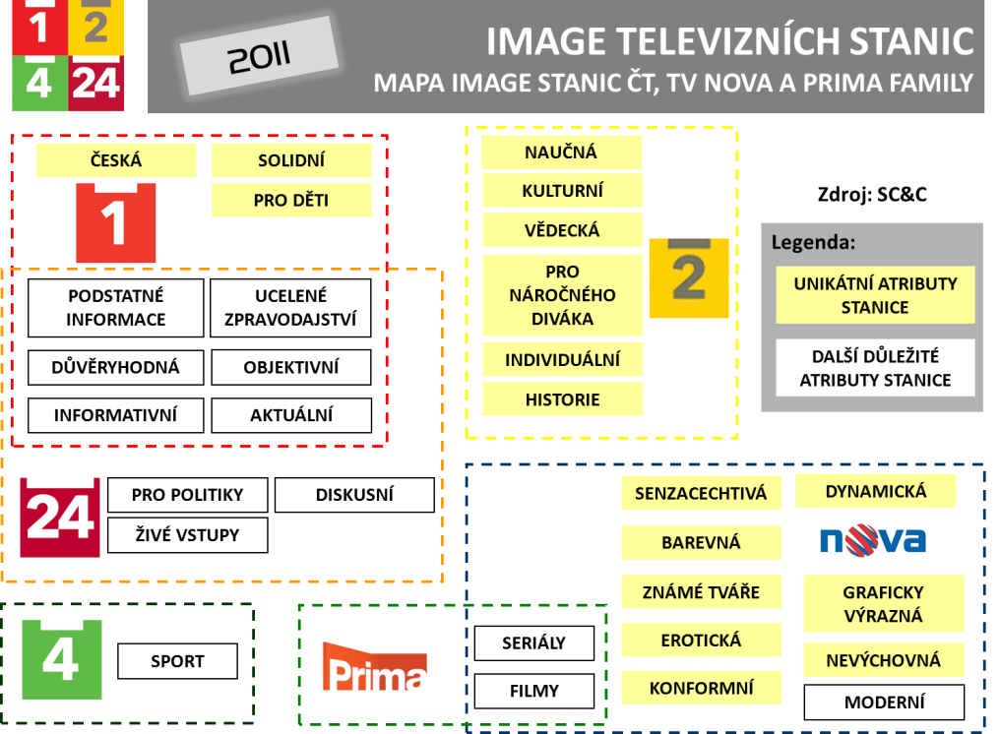 1 2
4 24
2011
IMAGE TELEVIZNÍCH STANIC
MAPA IMAGE STANIC ČT, TV NOVA A PRIMA FAMILY
ČESKÁ
SOLIDNÍ
PRO DĚTI
1
PODSTATNÉ
INFORMACE
UCELENÉ
ZPRAVODAJSTVÍ
DŮVĚRYHODNÁ
OBJEKTIVNÍ
INFORMATIVNÍ
AKTUÁLNÍ
24
PRO POLITIKY
DISKUSNÍ
ŽIVÉ VSTUPY
NAUČNÁ
KULTURNÍ
VĚDECKÁ
PRO
NÁROČNÉHO
DIVÁKA
INDIVIDUÁLNÍ
HISTORIE
2
Zdroj: SC&C
Legenda:
UNIKÁTNÍ ATRIBUTY
STANICE
DALŠÍ DŮLEŽITÉ
ATRIBUTY STANICE
4
SPORT
Prima
SERIÁLY
FILMY
SENZACECHTIVÁ
DYNAMICKÁ
BAREVNÁ
nova
ZNÁMÉ TVÁŘE
GRAFICKY
VÝRAZNÁ
EROTICKÁ
NEVÝCHOVNÁ
KONFORMNÍ
MODERNÍ